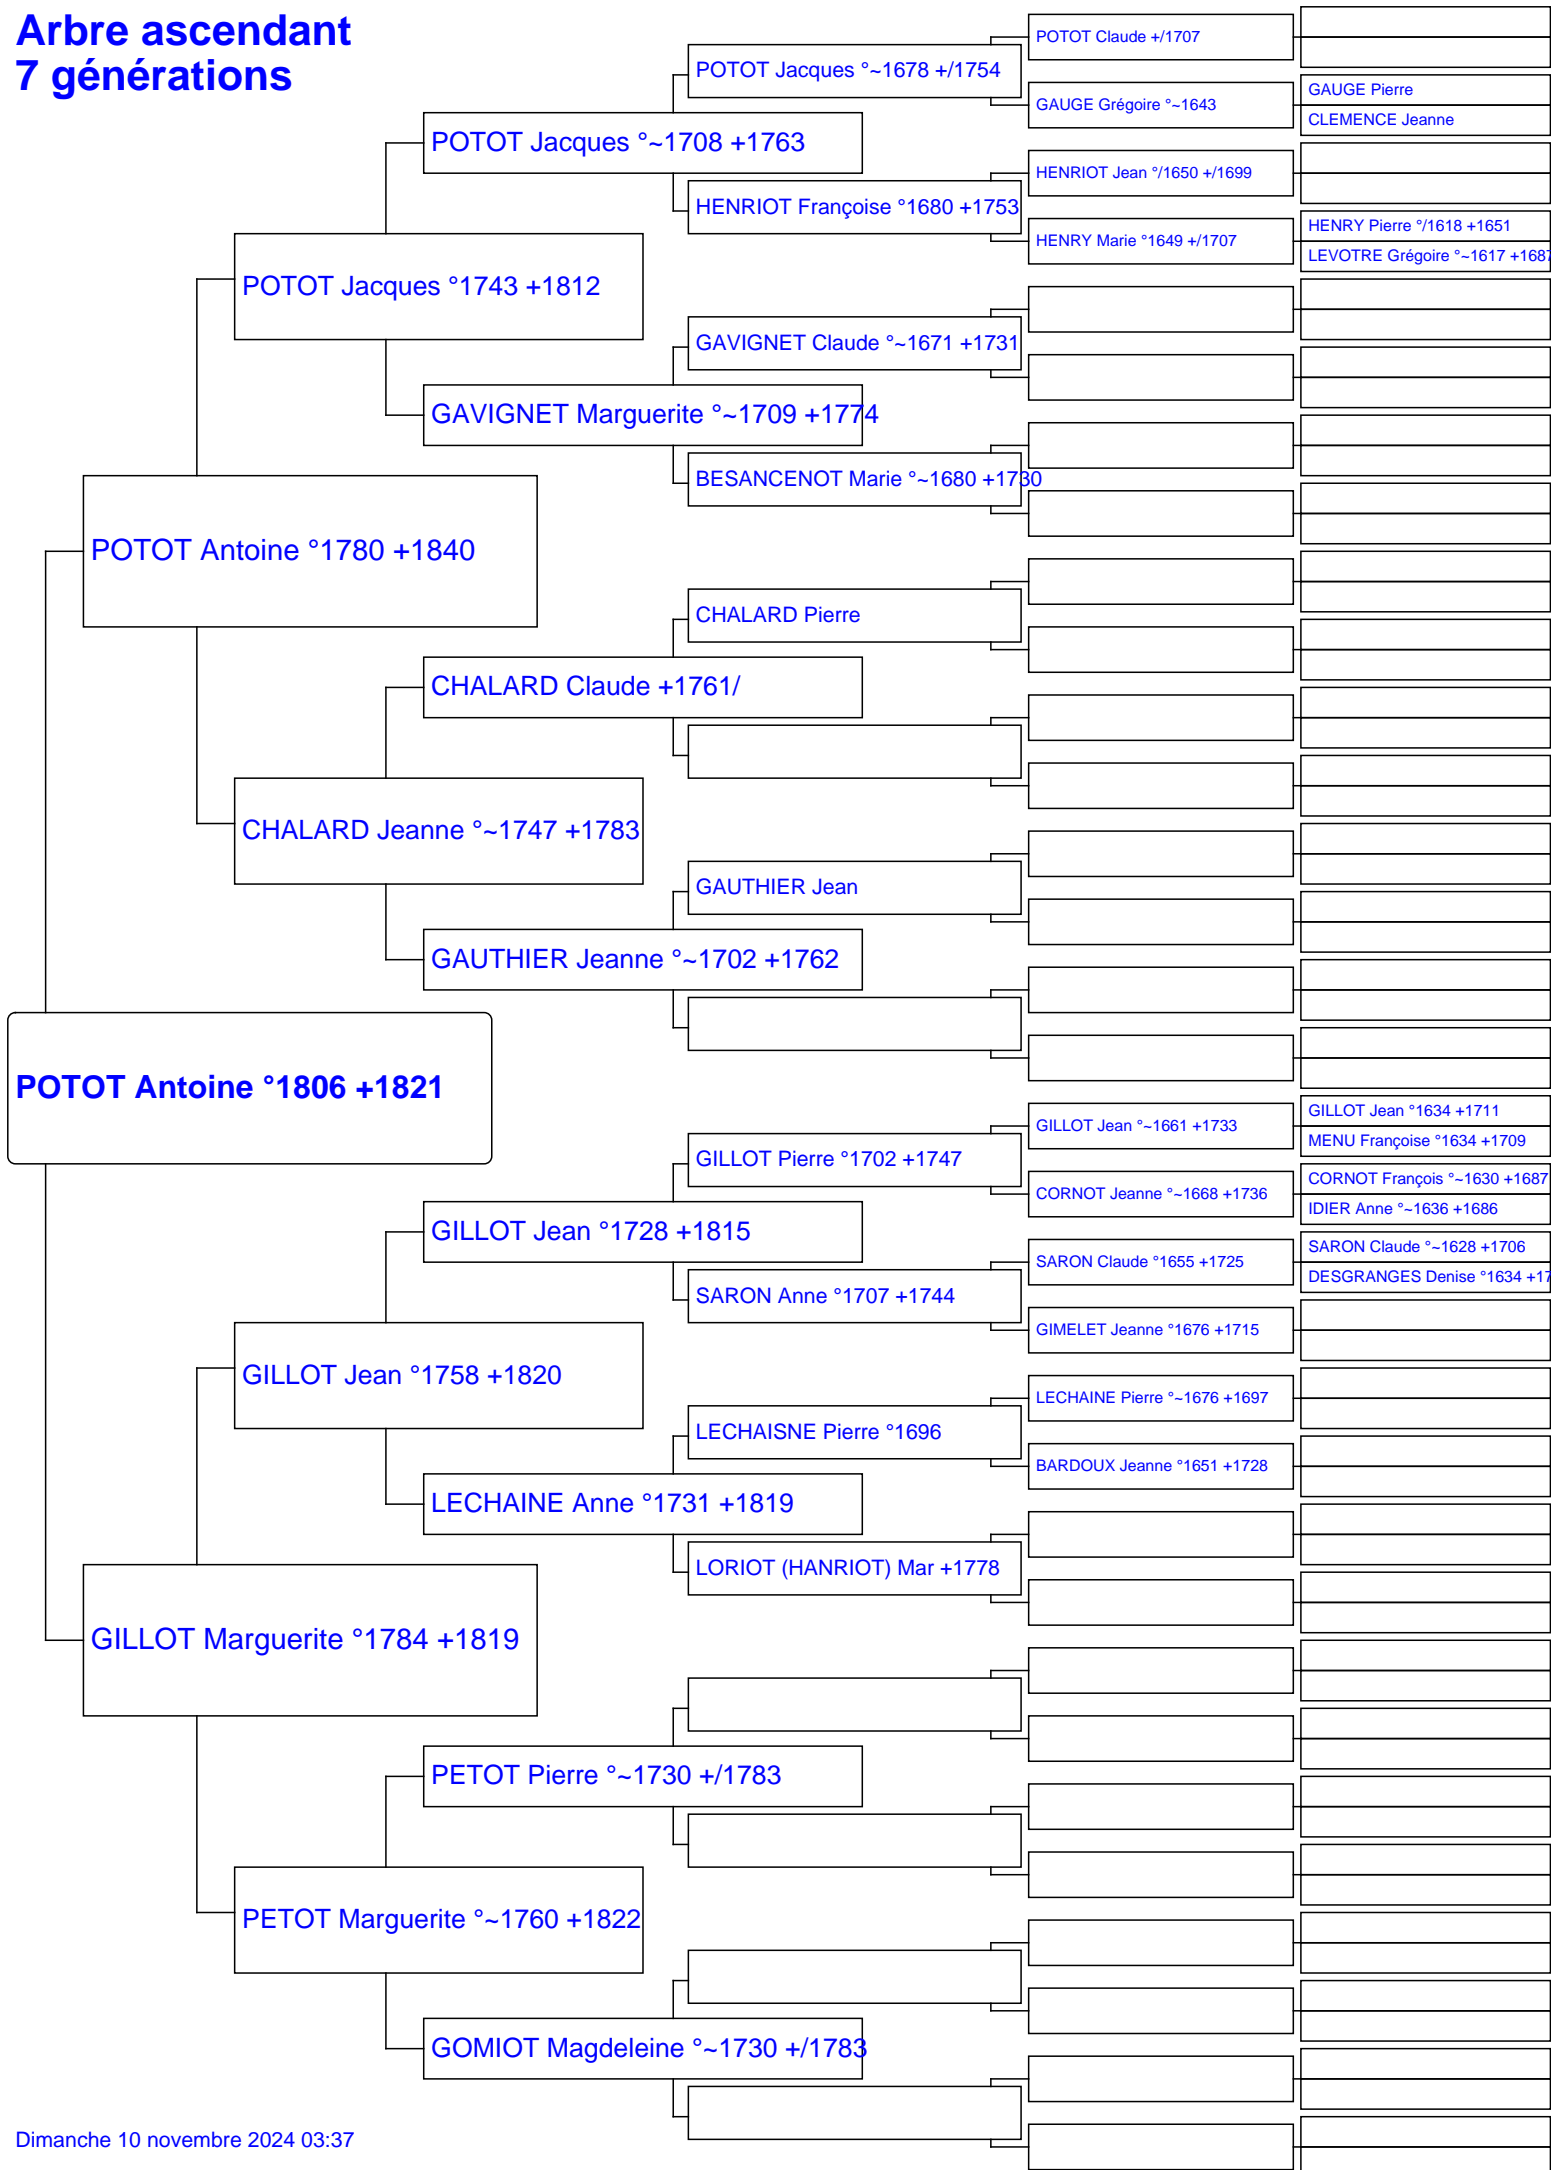 Arbre ascendant
7 générations
POTOT Claude +/1707
POTOT Jacques °~1678 +/1754
GAUGE Pierre
GAUGE Grégoire °~1643
CLEMENCE Jeanne
POTOT Jacques °~1708 +1763
HENRIOT Jean °/1650 +/1699
HENRIOT Françoise °1680 +1753
HENRY Pierre °/1618 +1651
HENRY Marie °1649 +/1707
LEVOTRE Grégoire °~1617 +1687
POTOT Jacques °1743 +1812
GAVIGNET Claude °~1671 +1731
GAVIGNET Marguerite °~1709 +1774
BESANCENOT Marie °~1680 +1730
POTOT Antoine °1780 +1840
CHALARD Pierre
CHALARD Claude +1761/
CHALARD Jeanne °~1747 +1783
GAUTHIER Jean
GAUTHIER Jeanne °~1702 +1762
POTOT Antoine °1806 +1821
GILLOT Jean °1634 +1711
GILLOT Jean °~1661 +1733
MENU Françoise °1634 +1709
GILLOT Pierre °1702 +1747
CORNOT François °~1630 +1687
CORNOT Jeanne °~1668 +1736
IDIER Anne °~1636 +1686
GILLOT Jean °1728 +1815
SARON Claude °~1628 +1706
SARON Claude °1655 +1725
DESGRANGES Denise °1634 +17
SARON Anne °1707 +1744
GIMELET Jeanne °1676 +1715
GILLOT Jean °1758 +1820
LECHAINE Pierre °~1676 +1697
LECHAISNE Pierre °1696
BARDOUX Jeanne °1651 +1728
LECHAINE Anne °1731 +1819
LORIOT (HANRIOT) Mar +1778
GILLOT Marguerite °1784 +1819
PETOT Pierre °~1730 +/1783
PETOT Marguerite °~1760 +1822
GOMIOT Magdeleine °~1730 +/1783
Dimanche 10 novembre 2024 03:37